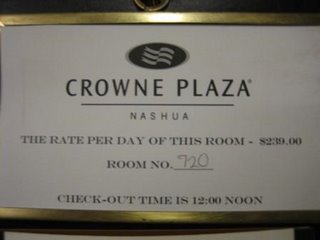 CROWNE PLAZA®
NASHUA
THE RATE PER DAY OF THIS ROOM - $239.00
ROOM NO. 720
CHECK-OUT TIME IS 12:00 NOON